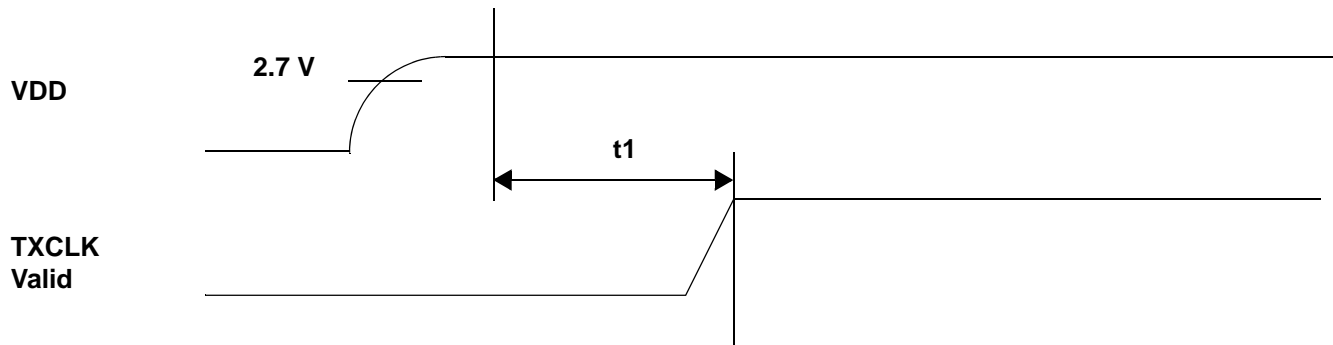 2.7 V
VDD
t1
TXCLK
Valid